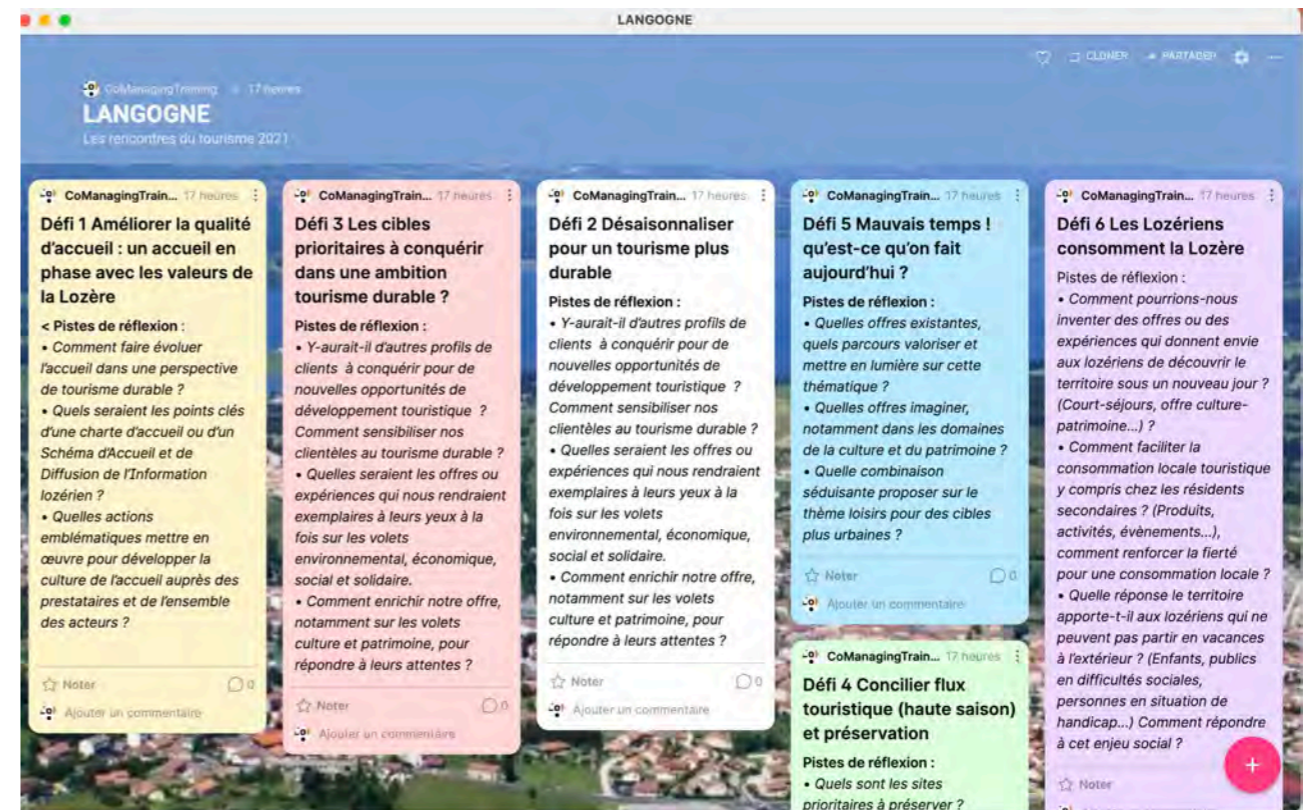 LANGOGNE
CLONER
PARTAGER
CoManagingTraining 17 heures
LANGOGNE
Les rencontres du tourisme 2021
CoManagingTrain... 17 heures
Défi 1 Améliorer la qualité
d'accueil : un accueil en
phase avec les valeurs de
la Lozère
< Pistes de réflexion :
• Comment faire évoluer
l'accueil dans une perspective
de tourisme durable ?
• Quels seraient les points clés
d'une charte d'accueil ou d'un
Schéma d'Accueil et de
Diffusion de l'Information
lozérien ?
• Quelles actions
emblématiques mettre en
œuvre pour développer la
culture de l'accueil auprès des
prestataires et de l'ensemble
des acteurs ?
Noter 0
Ajouter un commentaire
CoManagingTrain... 17 heures
Défi 3 Les cibles
prioritaires à conquérir
dans une ambition
tourisme durable ?
Pistes de réflexion :
• Y-aurait-il d'autres profils de
clients à conquérir pour de
nouvelles opportunités de
développement touristique ?
Comment sensibiliser nos
clientèles au tourisme durable ?
• Quelles seraient les offres ou
expériences qui nous rendraient
exemplaires à leurs yeux à la
fois sur les volets
environnemental, économique,
social et solidaire.
• Comment enrichir notre offre,
notamment sur les volets
culture et patrimoine, pour
répondre à leurs attentes ?
Noter 0
Ajouter un commentaire
CoManagingTrain... 17 heures
Défi 2 Désaisonnaliser
pour un tourisme plus
durable
Pistes de réflexion :
• Y-aurait-il d'autres profils de
clients à conquérir pour de
nouvelles opportunités de
développement touristique ?
Comment sensibiliser nos
clientèles au tourisme durable ?
• Quelles seraient les offres ou
expériences qui nous rendraient
exemplaires à leurs yeux à la
fois sur les volets
environnemental, économique,
social et solidaire.
• Comment enrichir notre offre,
notamment sur les volets
culture et patrimoine, pour
répondre à leurs attentes ?
Noter 0
Ajouter un commentaire
CoManagingTrain... 17 heures
Défi 5 Mauvais temps !
qu'est-ce qu'on fait
aujourd'hui ?
Pistes de réflexion :
• Quelles offres existantes,
quels parcours valoriser et
mettre en lumière sur cette
thématique ?
• Quelles offres imaginer,
notamment dans les domaines
de la culture et du patrimoine ?
• Quelle combinaison
séduisante proposer sur le
thème loisirs pour des cibles
plus urbaines ?
Noter 0
Ajouter un commentaire
CoManagingTrain... 17 heures
Défi 4 Concilier flux
touristique (haute saison)
et préservation
Pistes de réflexion :
• Quels sont les sites
prioritaires à préserver ?
CoManagingTrain... 17 heures
Défi 6 Les Lozériens
consomment la Lozère
Pistes de réflexion :
• Comment pourrions-nous
inventer des offres ou des
expériences qui donnent envie
aux lozériens de découvrir le
territoire sous un nouveau jour ?
(Court-séjours, offre culture-
patrimoine...) ?
• Comment faciliter la
consommation locale touristique
y compris chez les résidents
secondaires ? (Produits,
activités, évènements...),
comment renforcer la fierté
pour une consommation locale ?
• Quelle réponse le territoire
apporte-t-il aux lozériens qui ne
peuvent pas partir en vacances
à l'extérieur ? (Enfants, publics
en difficultés sociales,
personnes en situation de
handicap...) Comment répondre
à cet enjeu social ?
Noter